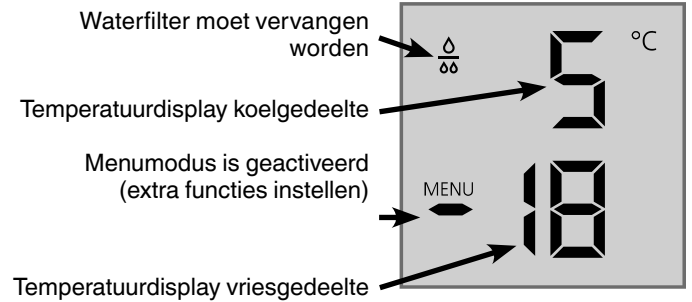 Waterfilter moet vervangen
worden
5 °C
Temperatuurdisplay koelgedeelte
Menumodus is geactiveerd
(extra functies instellen)
MENU
-18
Temperatuurdisplay vriesgedeelte